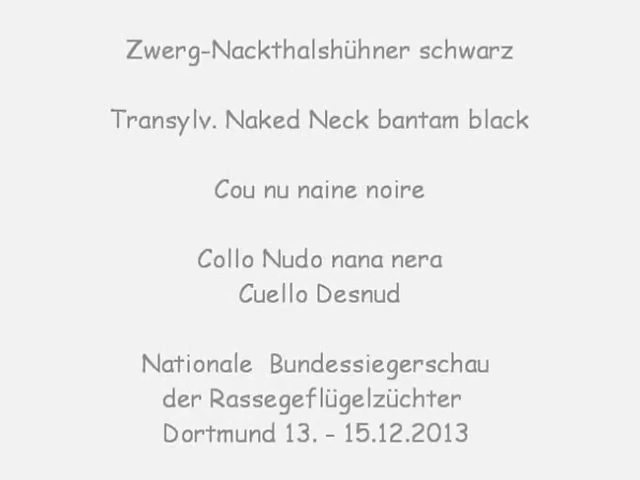 Zwerg-Nackthalshühner schwarz
Transylv. Naked Neck bantam black
Cou nu naine noire
Collo Nudo nana nera
Cuello Desnud
Nationale Bundessiegerschau
der Rassegeflügelzüchter
Dortmund 13. - 15.12.2013